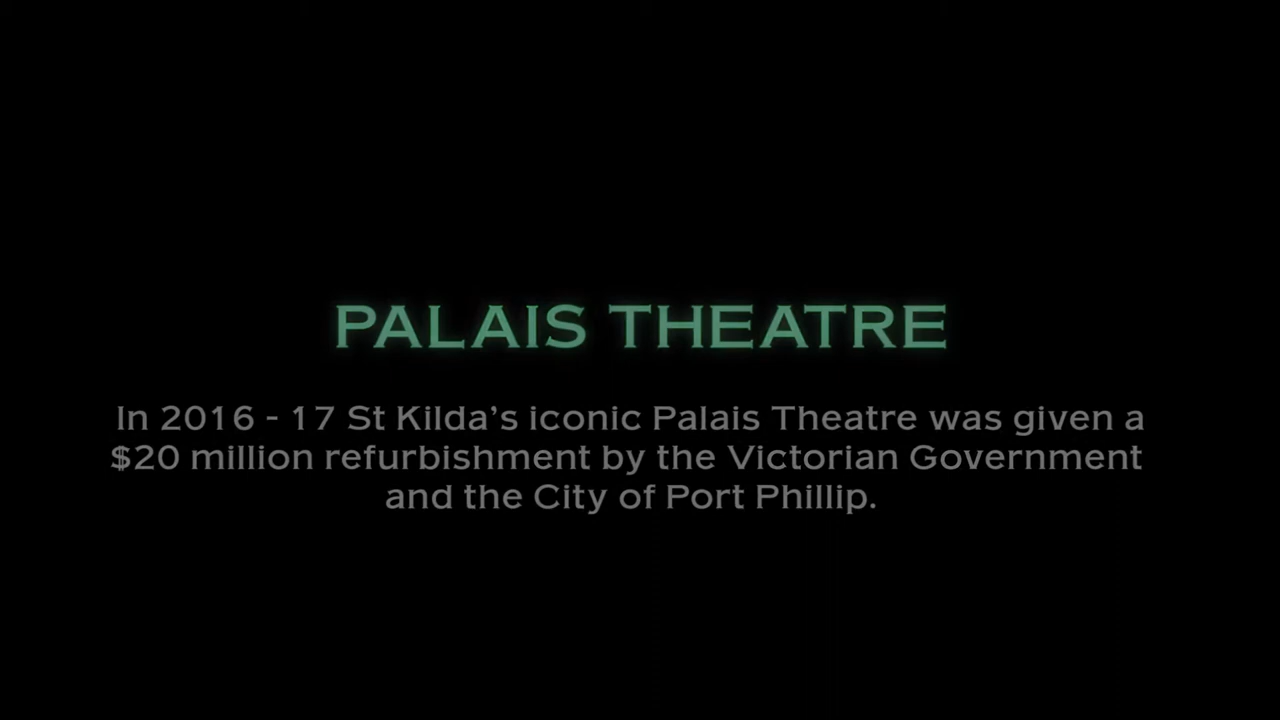 PALAIS THEATRE
In 2016 - 17 St Kilda’s iconic Palais Theatre was given a
$20 million refurbishment by the Victorian Government
and the City of Port Phillip.